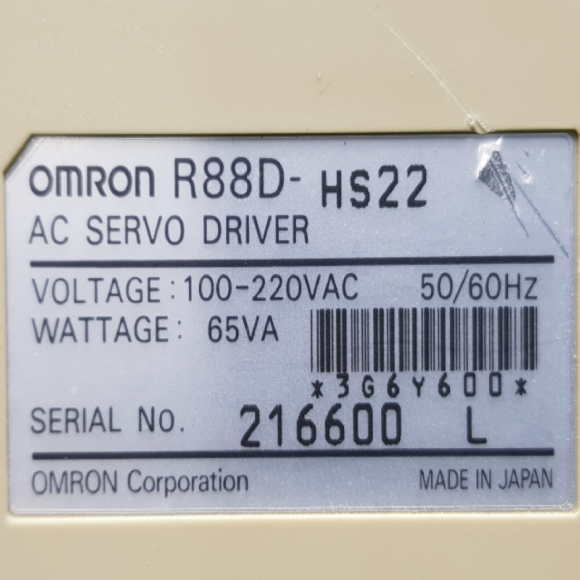 OMRON R88D- HS22
AC SERVO DRIVER
VOLTAGE: 100-220VAC 50/60Hz
WATTAGE: 65VA
*3G6Y600*
SERIAL No. 216600 L
OMRON Corporation MADE IN JAPAN